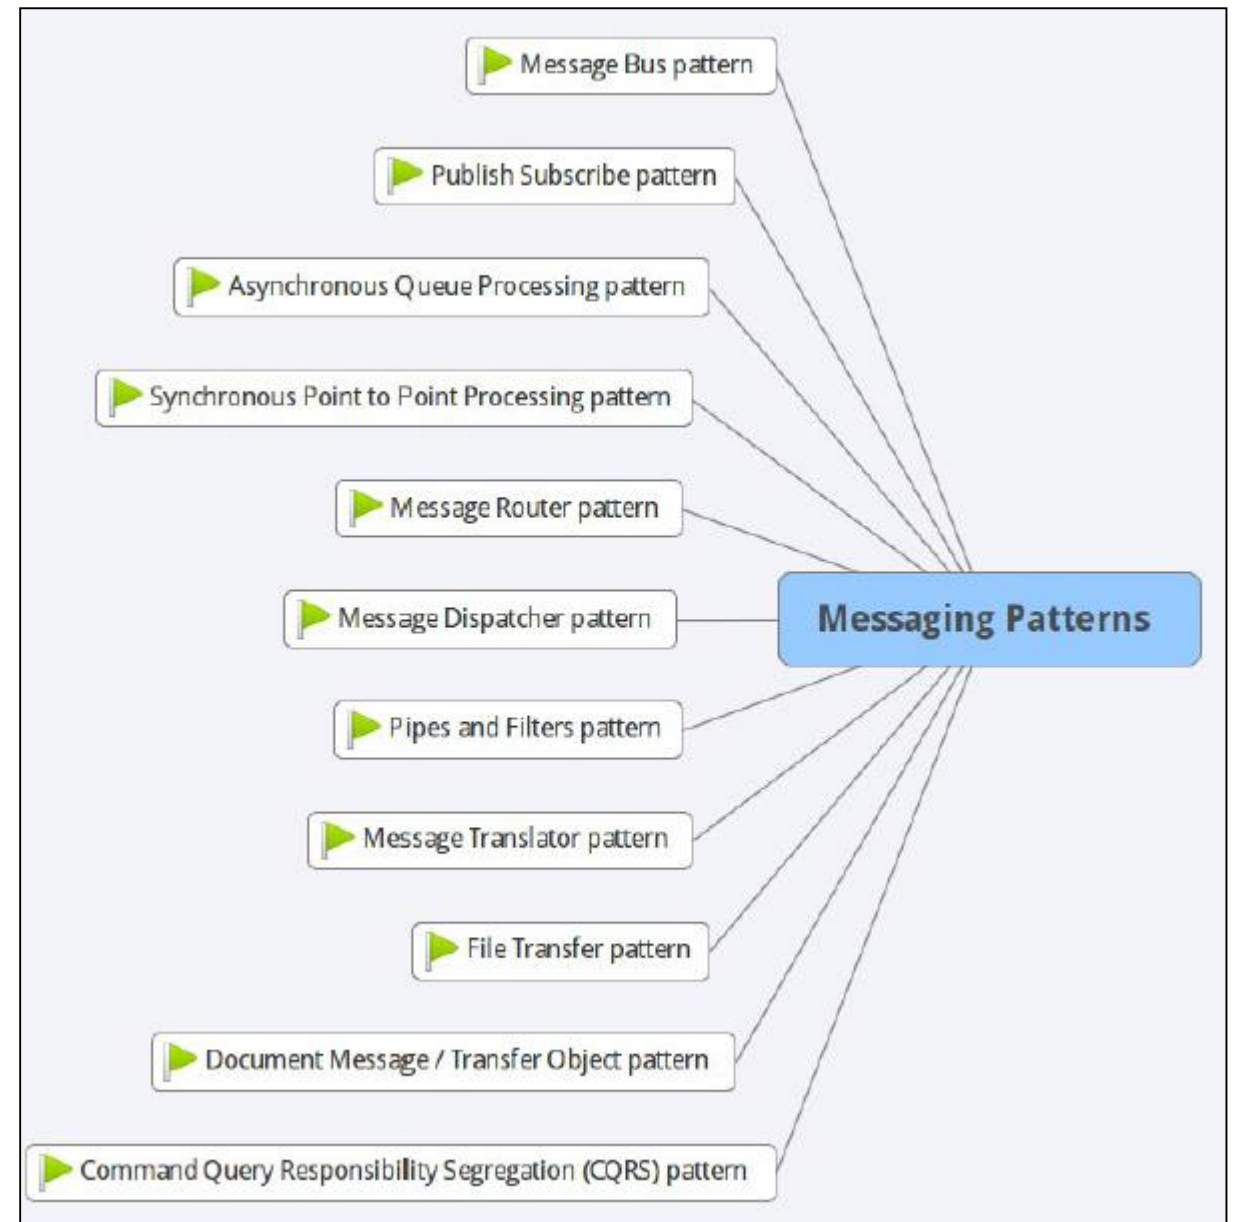 Message Bus pattern
Publish Subscribe pattern
Asynchronous Queue Processing pattern
Synchronous Point to Point Processing pattern
Message Router pattern
Message Dispatcher pattern
Messaging Patterns
Pipes and Filters pattern
Message Translator pattern
File Transfer pattern
Document Message / Transfer Object pattern
Command Query Responsibility Segregation (CQRS) pattern